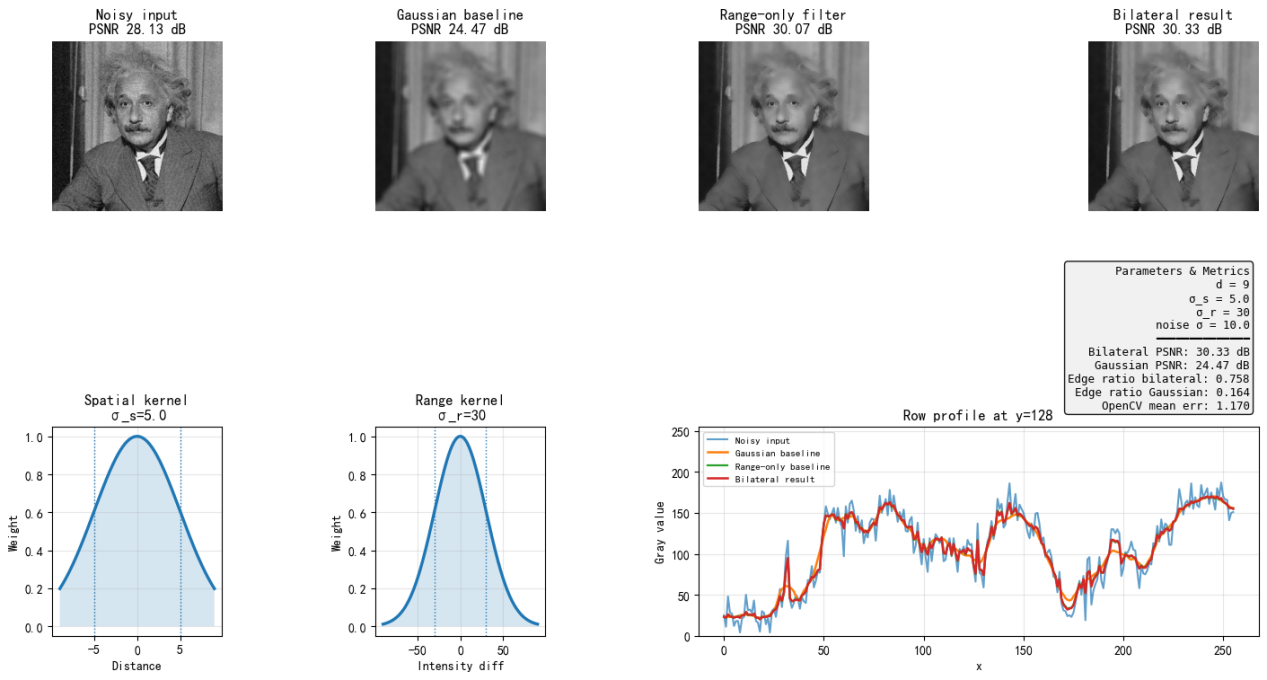 Noisy input
PSNR 28.13 dB
Gaussian baseline
PSNR 24.47 dB
Range-only filter
PSNR 30.07 dB
Bilateral result
PSNR 30.33 dB
Parameters & Metrics
d = 9
σ_s = 5.0
σ_r = 30
noise σ = 10.0
Bilateral PSNR: 30.33 dB
Gaussian PSNR: 24.47 dB
Edge ratio bilateral: 0.758
Edge ratio Gaussian: 0.164
OpenCV mean err: 1.170
Spatial kernel
σ_s=5.0
1.0
0.8
0.6
0.4
0.2
0.0
Weight
-5
0
5
Distance
Range kernel
σ_r=30
1.0
0.8
0.6
0.4
0.2
0.0
Weight
-50
0
50
Intensity diff
Row profile at y=128
250
200
150
100
50
0
Gray value
Noisy input
Gaussian baseline
Range-only baseline
Bilateral result
0
50
100
150
200
250
x